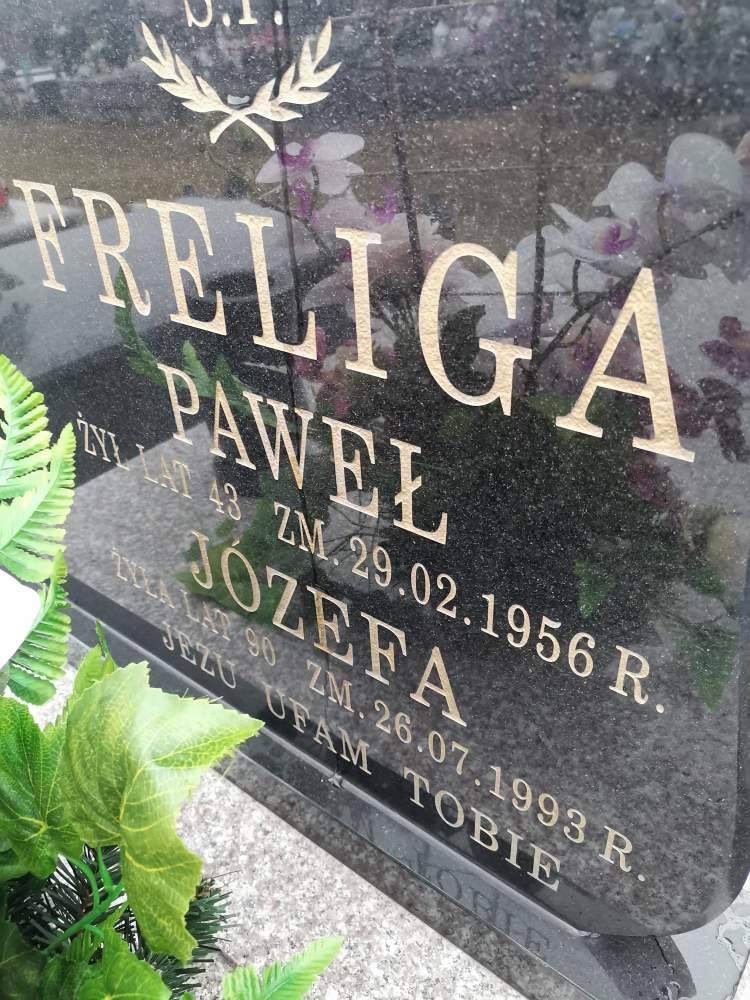 Ś.P.
FRELIGA
PAWEŁ
ŻYŁ LAT 43 ZM. 29.02.1956 R.
JÓZEFA
ŻYŁA LAT 90 ZM. 26.07.1993 R.
JEZU UFAM TOBIE